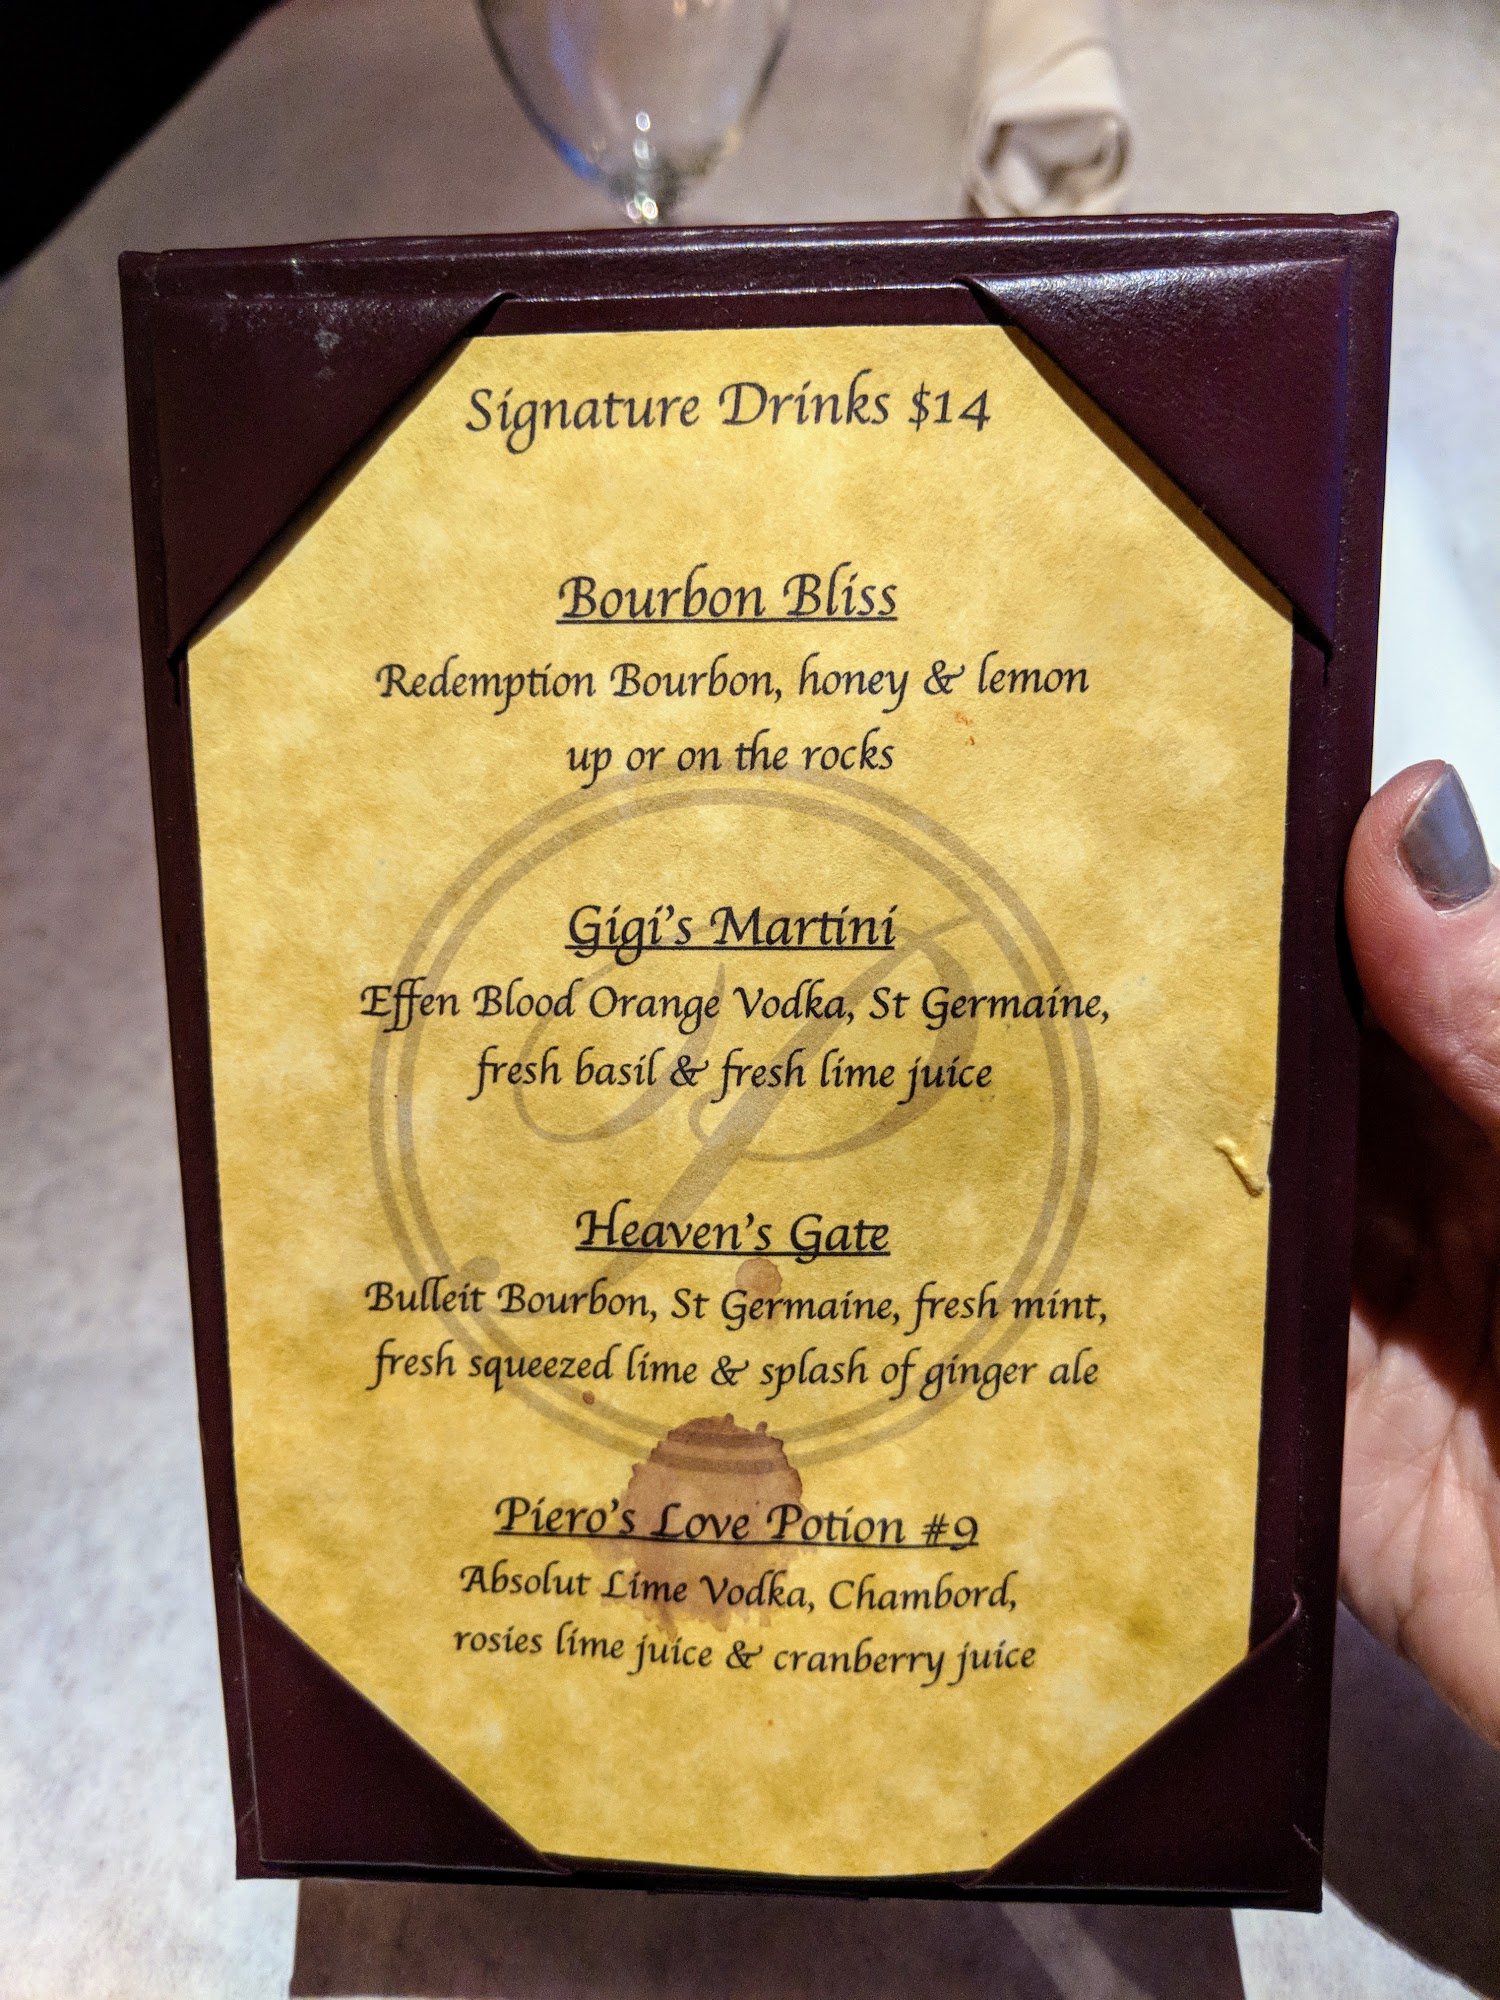 Signature Drinks $14
Bourbon Bliss
Redemption Bourbon, honey & lemon
up or on the rocks
Gigi's Martini
Effen Blood Orange Vodka, St Germaine,
fresh basil & fresh lime juice
Heaven's Gate
Bulleit Bourbon, St Germaine, fresh mint,
fresh squeezed lime & splash of ginger ale
Piero's Love Potion #9
Absolut Lime Vodka, Chambord,
rosies lime juice & cranberry juice